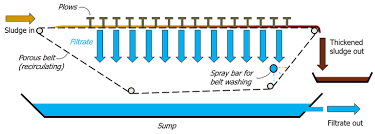 Plows
Sludge in
Filtrate
Porous belt
(recirculating)
Spray bar for
belt washing
Thickened
sludge out
Filtrate out
Sump